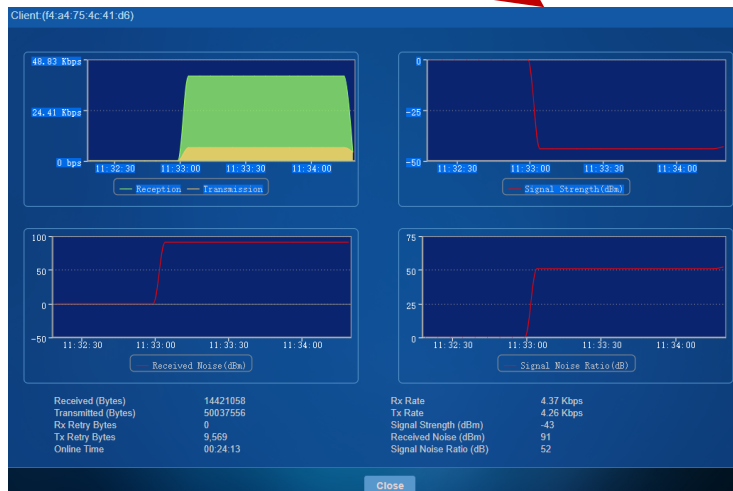 Client:(f4:a4:75:4c:41:d6)
48.83 Kbps
24.41 Kbps
0 bps
11:32:30 11:33:00 11:33:30 11:34:00
Reception Transmission
0
-25
-50
11:32:30 11:33:00 11:33:30 11:34:00
Signal Strength(dBm)
100
50
0
-50
11:32:30 11:33:00 11:33:30 11:34:00
Received Noise(dBm)
75
50
25
0
11:32:30 11:33:00 11:33:30 11:34:00
Signal Noise Ratio(dB)
Received (Bytes) 14421058
Transmitted (Bytes) 50037556
Rx Retry Bytes 0
Tx Retry Bytes 9,569
Online Time 00:24:13
Rx Rate 4.37 Kbps
Tx Rate 4.26 Kbps
Signal Strength (dBm) -43
Received Noise (dBm) 91
Signal Noise Ratio (dB) 52
Close